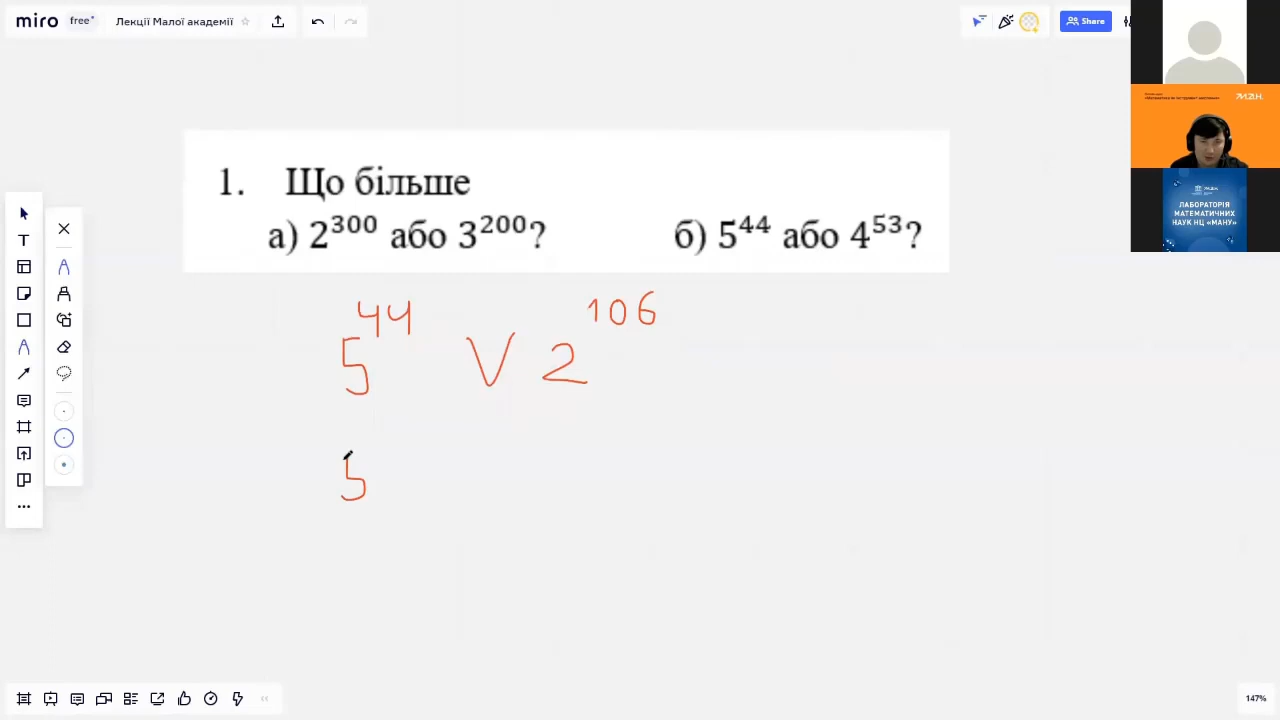 miro free Лекції Малої академії
Share
ЛАБОРАТОРІЯ
МАТЕМАТИЧНИХ
НАУК НЦ «МАНУ»
1. Що більше
а) 2³⁰⁰ або 3²⁰⁰? б) 5⁴⁴ або 4⁵³?
5⁴⁴ V 2¹⁰⁶
5
147%